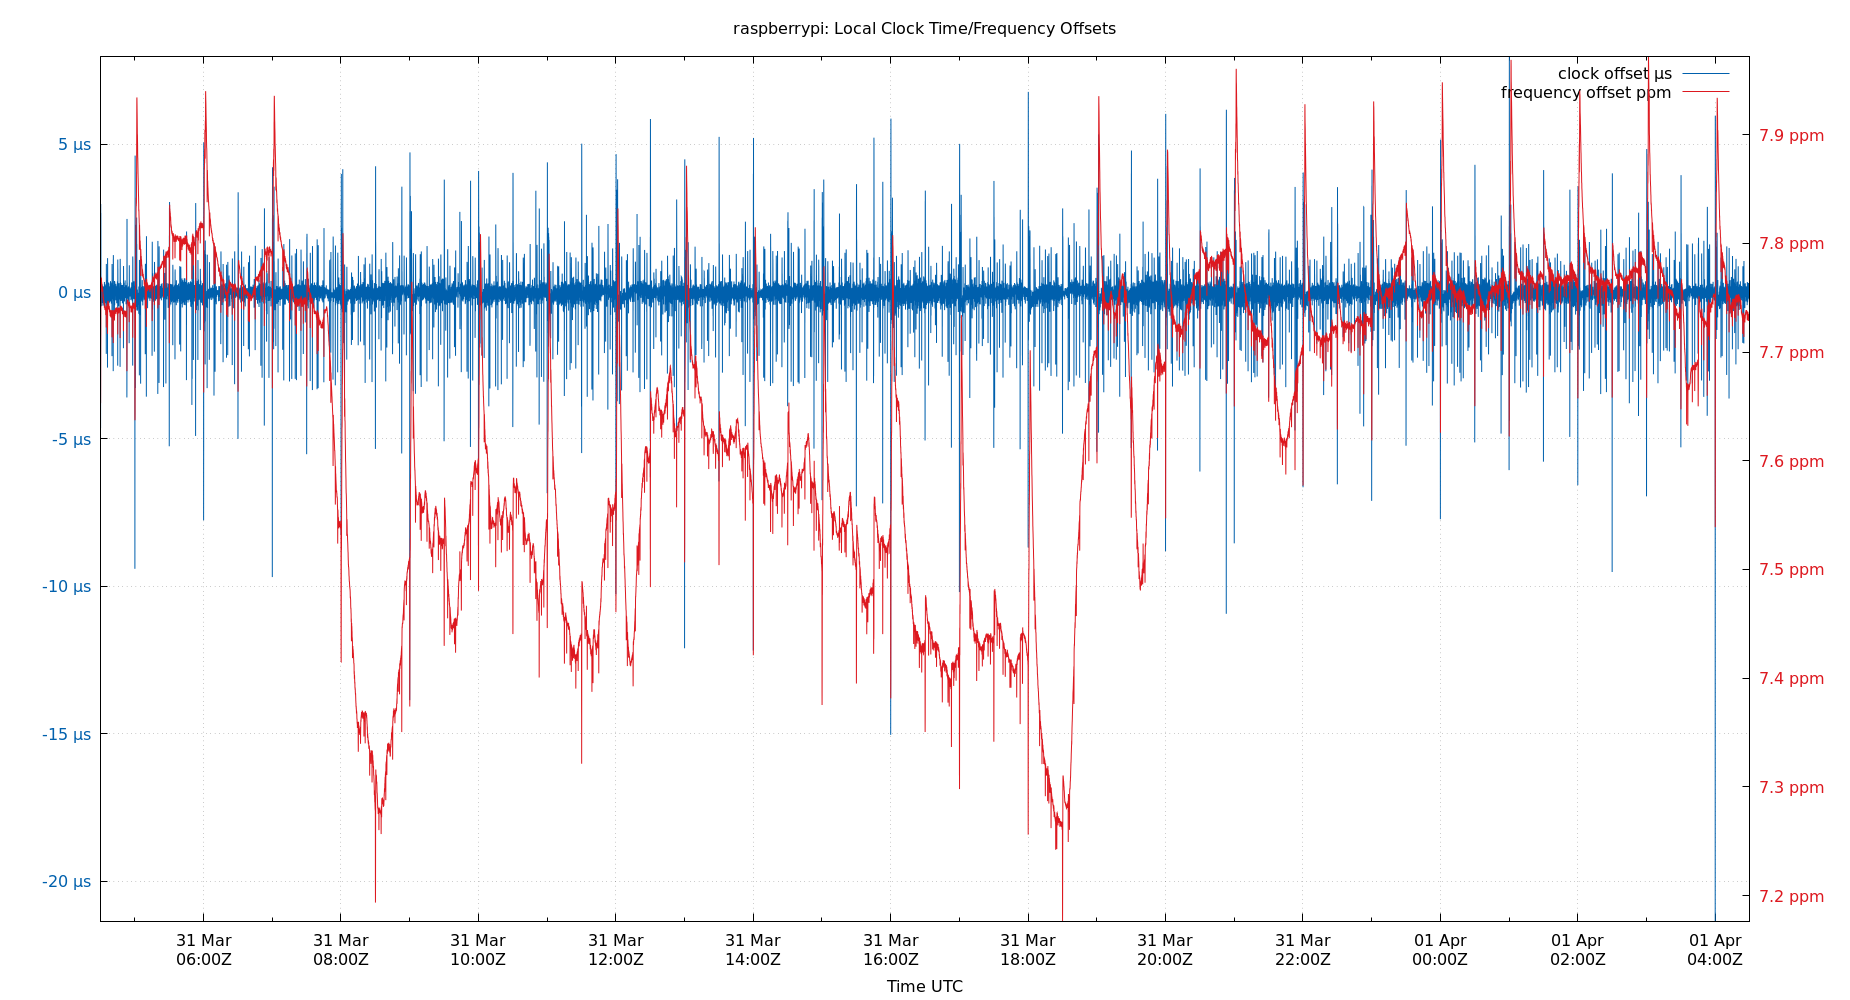 raspberrypi: Local Clock Time/Frequency Offsets
clock offset µs
frequency offset ppm
5 µs
0 µs
-5 µs
-10 µs
-15 µs
-20 µs
7.9 ppm
7.8 ppm
7.7 ppm
7.6 ppm
7.5 ppm
7.4 ppm
7.3 ppm
7.2 ppm
31 Mar 31 Mar 31 Mar 31 Mar 31 Mar 31 Mar 31 Mar 31 Mar 31 Mar 01 Apr 01 Apr 01 Apr
06:00Z 08:00Z 10:00Z 12:00Z 14:00Z 16:00Z 18:00Z 20:00Z 22:00Z 00:00Z 02:00Z 04:00Z
Time UTC